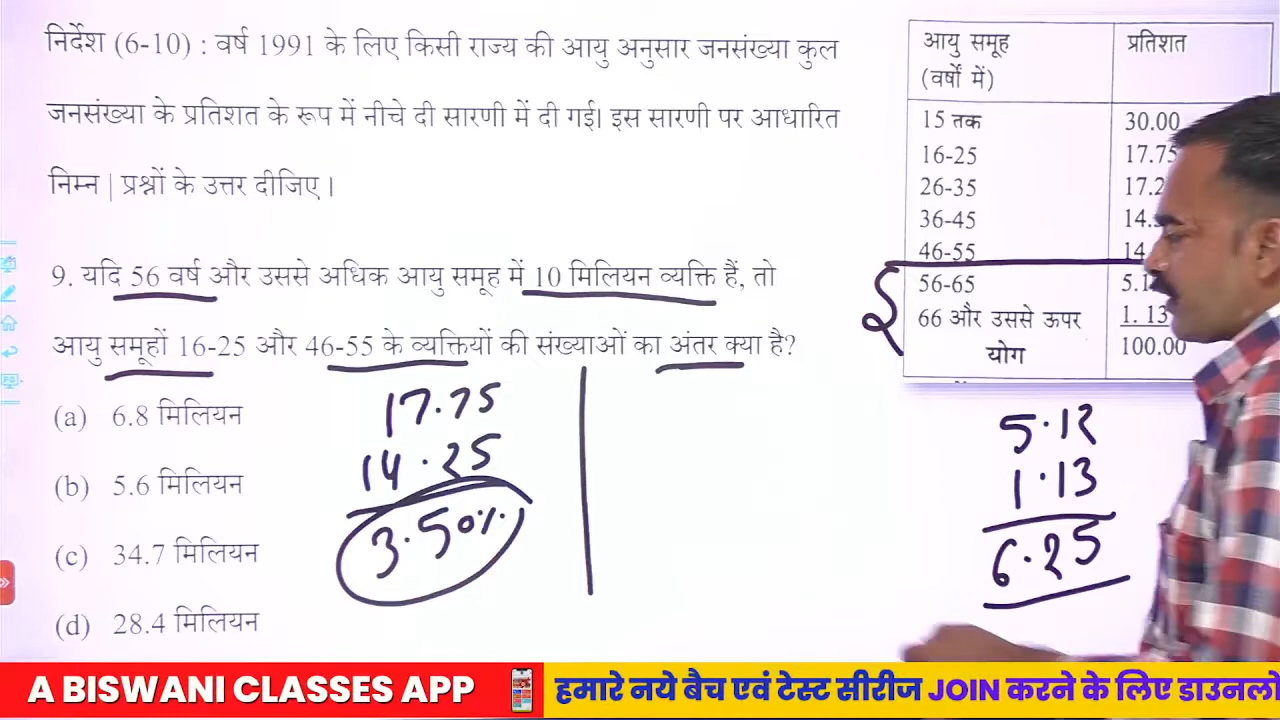 निर्देश (6-10) : वर्ष 1991 के लिए किसी राज्य की आयु अनुसार जनसंख्या कुल
जनसंख्या के प्रतिशत के रूप में नीचे दी सारणी में दी गई। इस सारणी पर आधारित
निम्न | प्रश्नों के उत्तर दीजिए ।
9. यदि 56 वर्ष और उससे अधिक आयु समूह में 10 मिलियन व्यक्ति हैं, तो
आयु समूहों 16-25 और 46-55 के व्यक्तियों की संख्याओं का अंतर क्या है?
(a) 6.8 मिलियन
(b) 5.6 मिलियन
(c) 34.7 मिलियन
(d) 28.4 मिलियन
17.75
14.25
3.50%
आयु समूह प्रतिशत
(वर्षों में)
15 तक 30.00
16-25 17.75
26-35
36-45
46-55
56-65
66 और उससे ऊपर 1. 13
योग 100.00
5.12
1.13
6.25
A BISWANI CLASSES APP
हमारे नये बैच एवं टेस्ट सीरीज JOIN करने के लिए